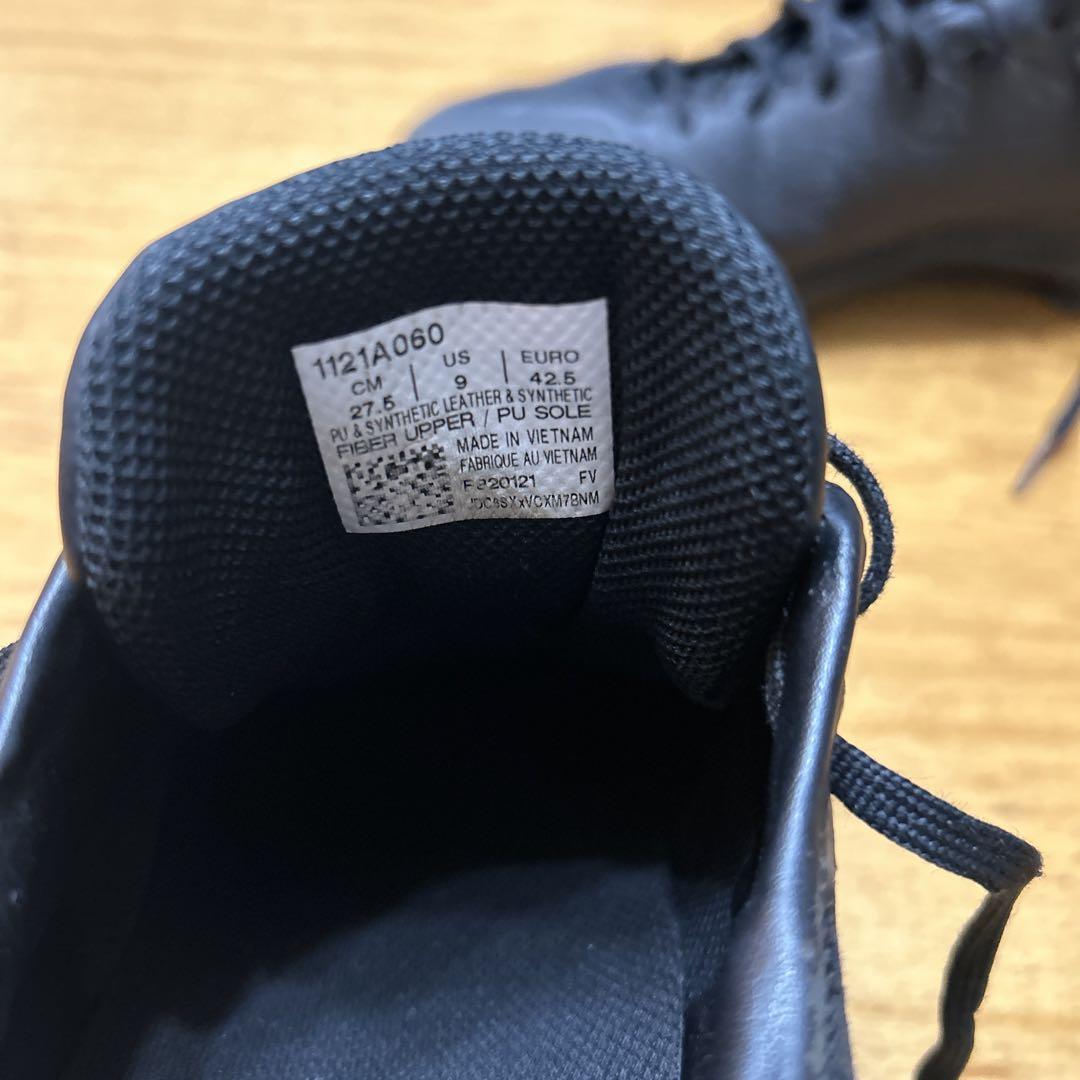 1121A060
CM | US | EURO
27.5 | 9 | 42.5
PU & SYNTHETIC LEATHER & SYNTHETIC
FIBER UPPER / PU SOLE
MADE IN VIETNAM
FABRIQUE AU VIETNAM
FV